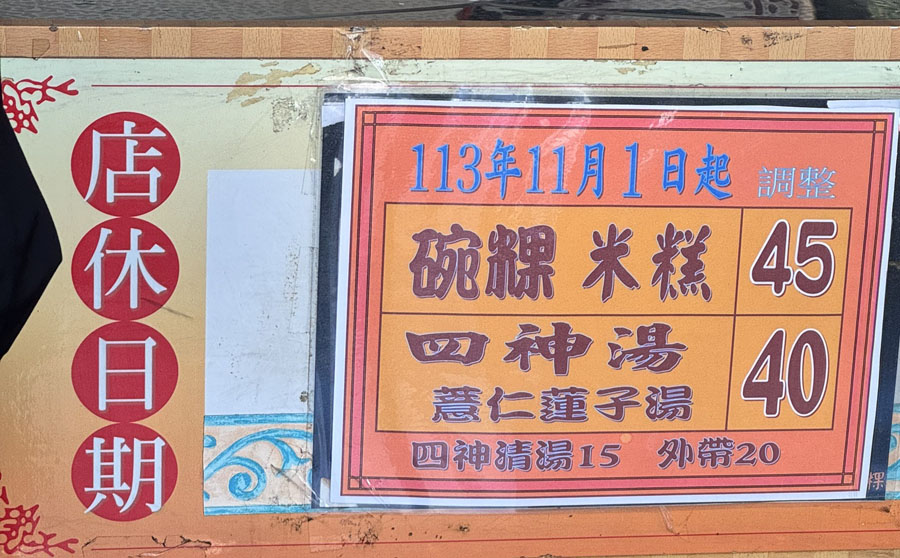 店休日期
113年11月1日起 調整
碗粿 米糕 45
四神湯 40
薏仁蓮子湯
四神清湯15 外帶20
粿